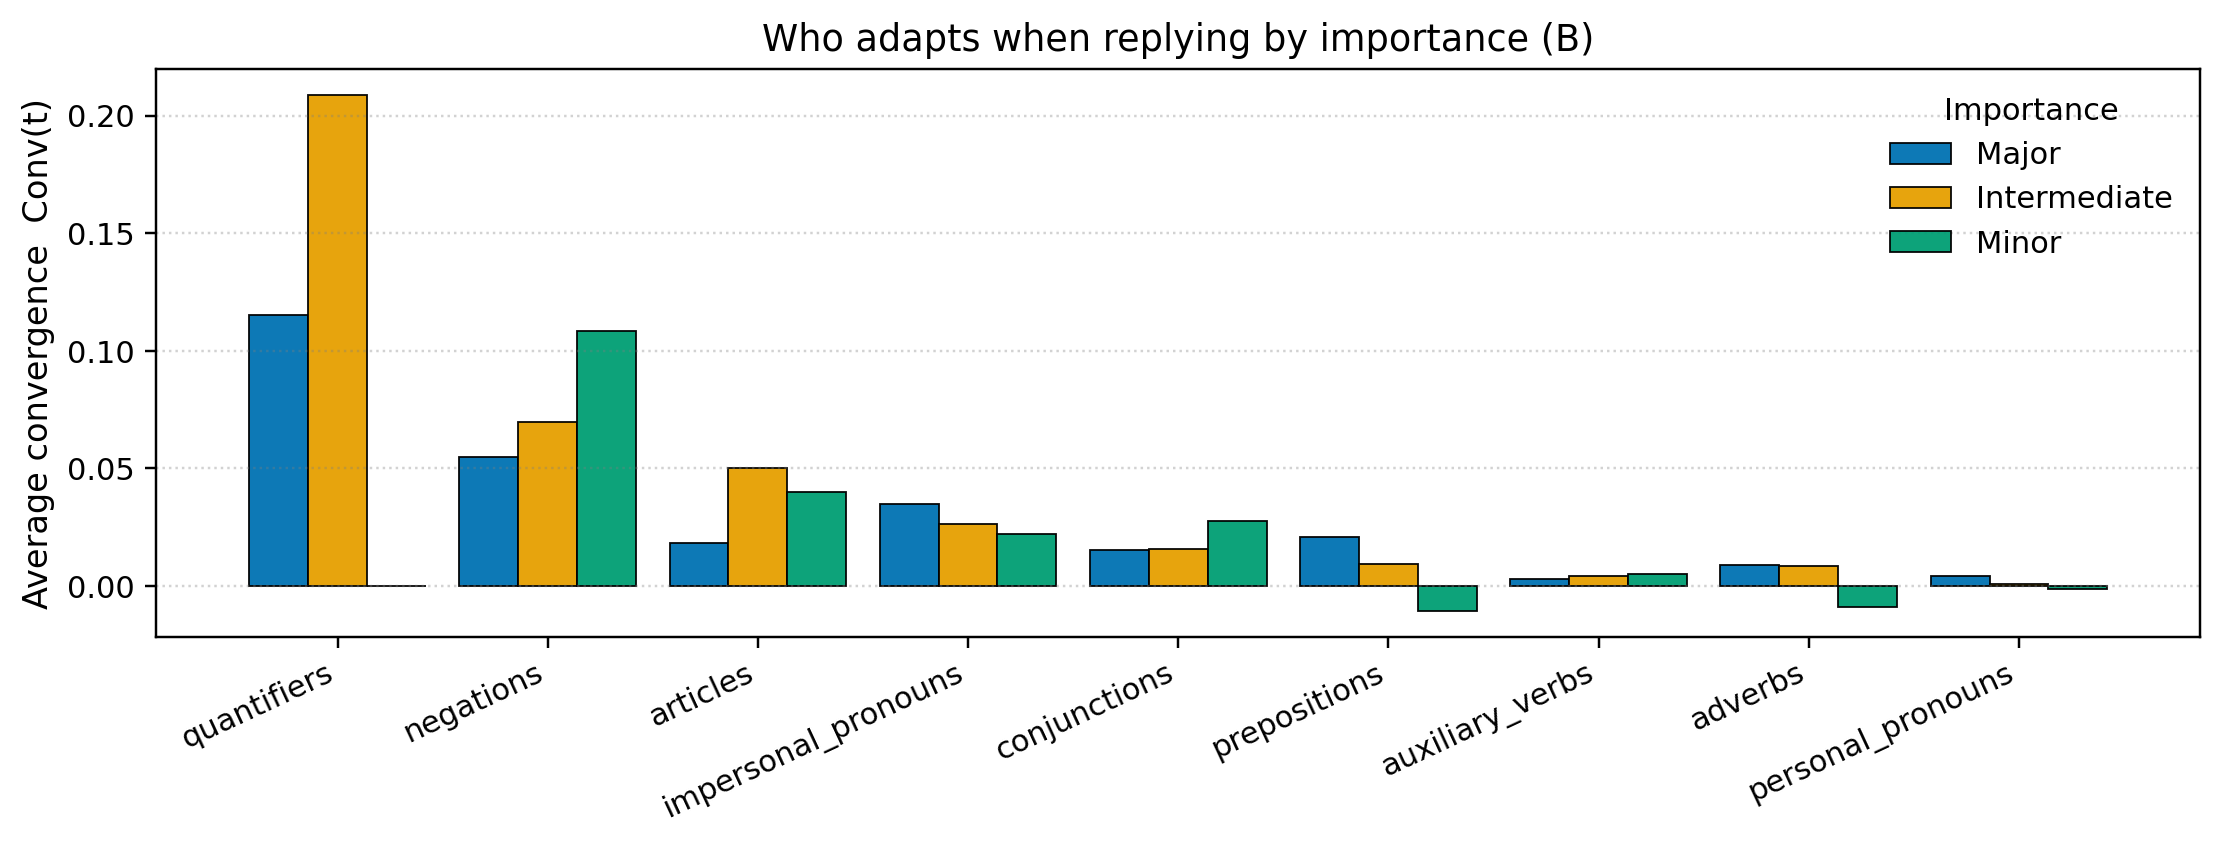 Who adapts when replying by importance (B)
Average convergence  Conv(t)
0.20
0.15
0.10
0.05
0.00
Importance
Major
Intermediate
Minor
quantifiers
negations
articles
impersonal_pronouns
conjunctions
prepositions
auxiliary_verbs
adverbs
personal_pronouns